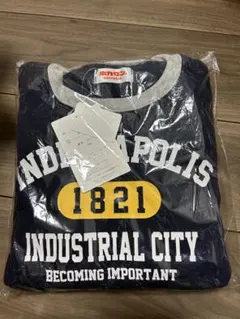 INDIANAPOLIS
1821
INDUSTRIAL CITY
BECOMING IMPORTANT